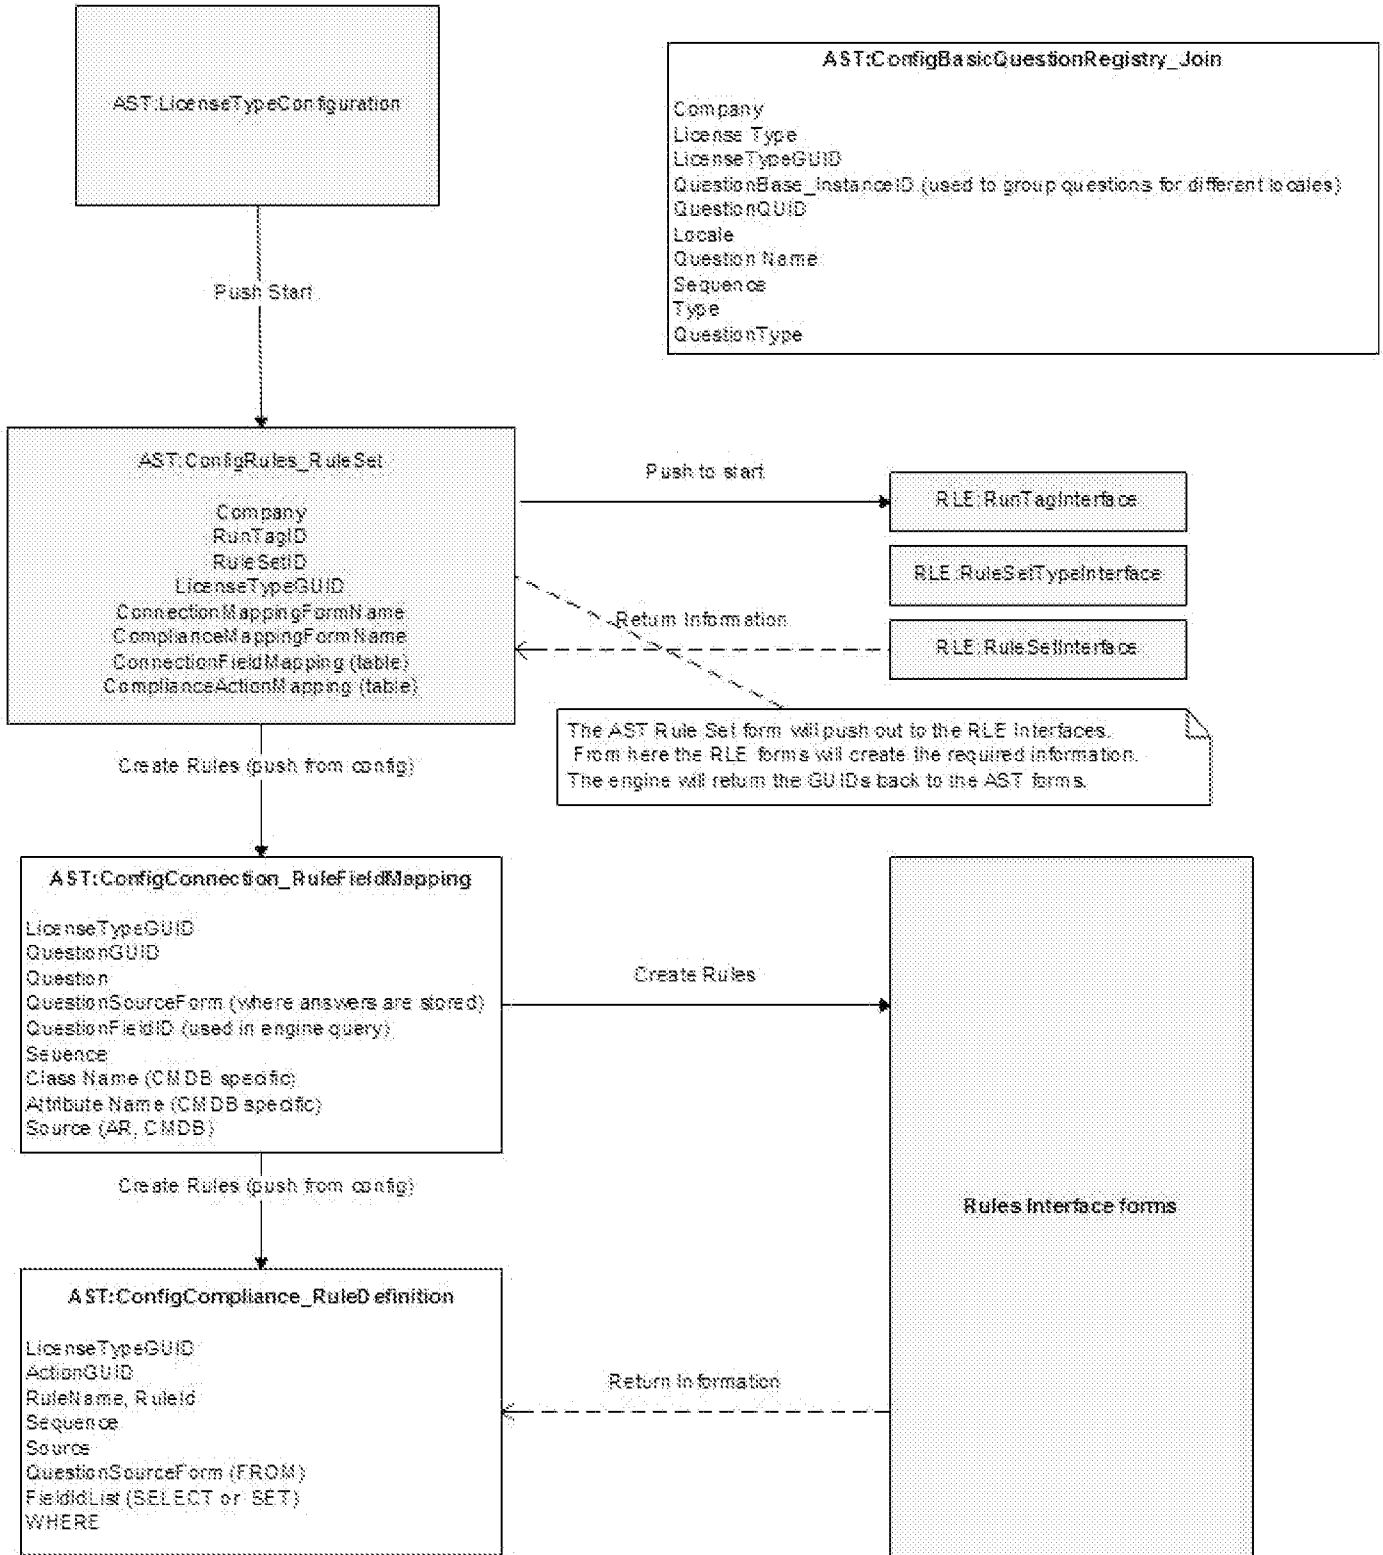 AST:LicenseTypeConfiguration
AST:ConfigBasicQuestionRegistry_Join
Company
License Type
LicenseTypeGUID
QuestionBase_InstanceID (used to group questions for different locales)
QuestionQUID
Locale
Question Name
Sequence
Type
QuestionType
Push Start
AST:ConfigRules_RuleSet
Company
RunTagID
RuleSetID
LicenseTypeGUID
ConnectionMappingFormName
ComplianceMappingFormName
ConnectionFieldMapping (table)
ComplianceActionMapping (table)
Push to start
RLE:RunTagInterface
RLE:RuleSetTypeInterface
Return Information
RLE:RuleSetInterface
The AST Rule Set form will push out to the RLE Interfaces.
From here the RLE forms will create the required information.
The engine will return the GUIDs back to the AST forms.
Create Rules (push from config)
AST:ConfigConnection_RuleFieldMapping
LicenseTypeGUID
QuestionGUID
Question
QuestionSourceForm (where answers are stored)
QuestionFieldID (used in engine query)
Seuence
Class Name (CMDB specific)
Attribute Name (CMDB specific)
Source (AR, CMDB)
Create Rules
Rules Interface forms
Create Rules (push from config)
AST:ConfigCompliance_RuleDefinition
LicenseTypeGUID
ActionGUID
RuleName, RuleId
Sequence
Source
QuestionSourceForm (FROM)
FieldIdList (SELECT or SET)
WHERE
Return Information